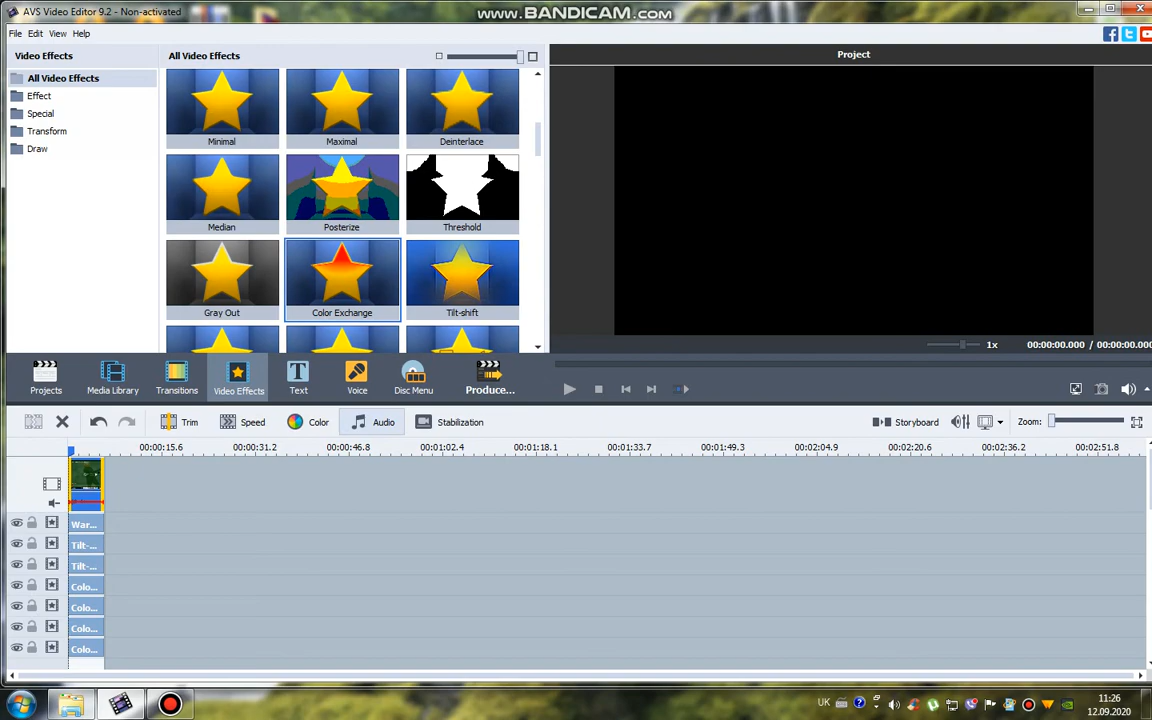 AVS Video Editor 9.2 - Non-activated
www.BANDICAM.com
File Edit View Help
Video Effects
All Video Effects
Project
All Video Effects
Effect
Special
Transform
Draw
Minimal
Maximal
Deinterlace
Median
Posterize
Threshold
Gray Out
Color Exchange
Tilt-shift
1x
00:00:00.000 / 00:00:00.000
Projects
Media Library
Transitions
Video Effects
Text
Voice
Disc Menu
Produce...
Trim
Speed
Color
Audio
Stabilization
Storyboard
Zoom:
00:00:15.6 00:00:31.2 00:00:46.8 00:01:02.4 00:01:18.1 00:01:33.7 00:01:49.3 00:02:04.9 00:02:20.6 00:02:36.2 00:02:51.8
War...
Tilt-...
Tilt-...
Colo...
Colo...
Colo...
Colo...
UK
11:26
12.09.2020